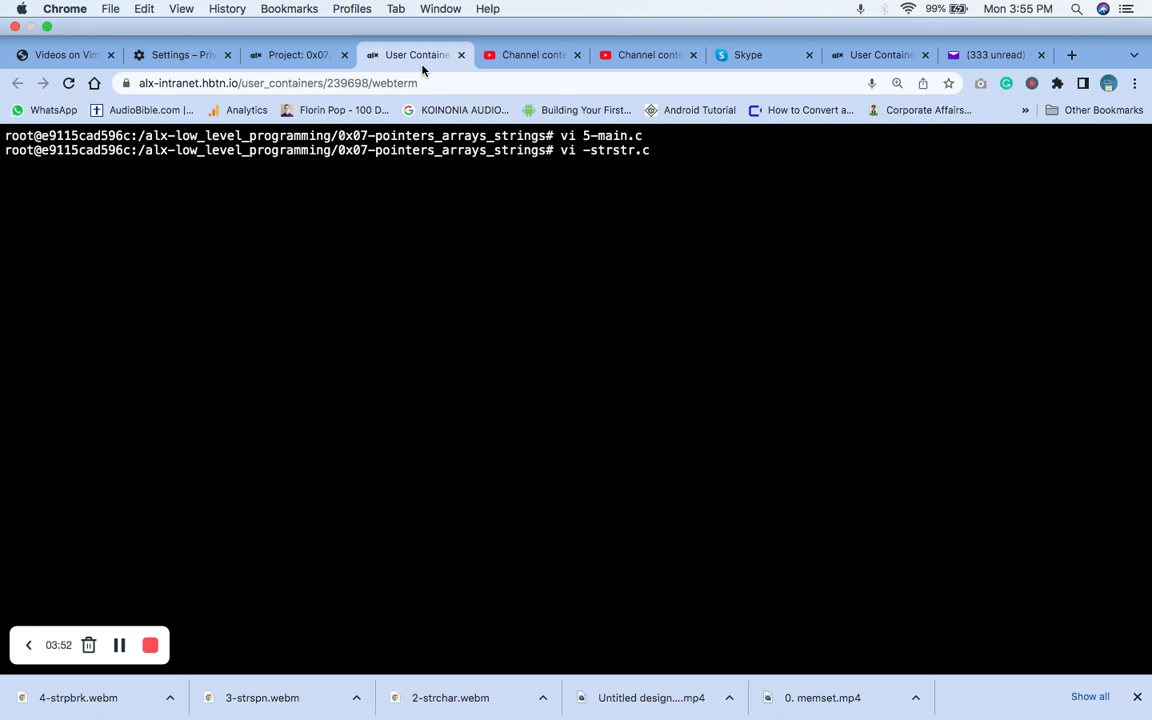 Chrome File Edit View History Bookmarks Profiles Tab Window Help 99% Mon 3:55 PM
Videos on Vim Settings – Priv alx Project: 0x07. alx User Containe Channel conte Channel conte Skype alx User Containe (333 unread)
alx-intranet.hbtn.io/user_containers/239698/webterm
WhatsApp AudioBible.com |... Analytics Florin Pop - 100 D... KOINONIA AUDIO... Building Your First... Android Tutorial How to Convert a... Corporate Affairs... » Other Bookmarks
root@e9115cad596c:/alx-low_level_programming/0x07-pointers_arrays_strings# vi 5-main.c
root@e9115cad596c:/alx-low_level_programming/0x07-pointers_arrays_strings# vi -strstr.c
03:52
4-strpbrk.webm 3-strspn.webm 2-strchar.webm Untitled design....mp4 0. memset.mp4 Show all